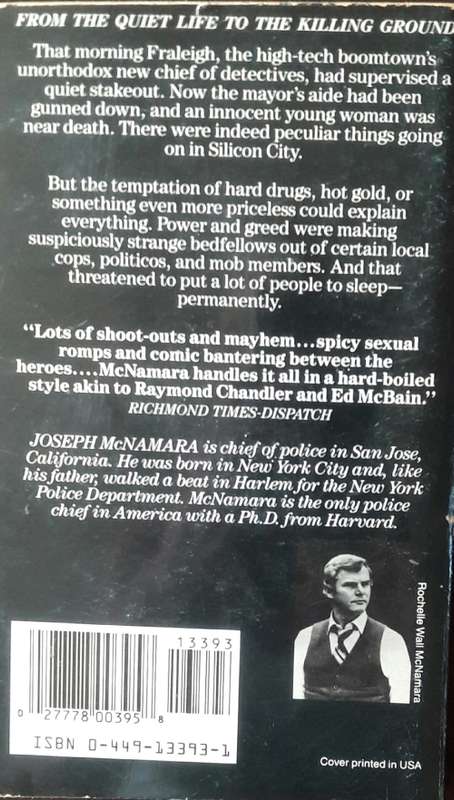 FROM THE QUIET LIFE TO THE KILLING GROUND
That morning Fraleigh, the high-tech boomtown's
unorthodox new chief of detectives, had supervised a
quiet stakeout. Now the mayor's aide had been
gunned down, and an innocent young woman was
near death. There were indeed peculiar things going
on in Silicon City.
But the temptation of hard drugs, hot gold, or
something even more priceless could explain
everything. Power and greed were making
suspiciously strange bedfellows out of certain local
cops, politicos, and mob members. And that
threatened to put a lot of people to sleep—
permanently.
"Lots of shoot-outs and mayhem...spicy sexual
romps and comic bantering between the
heroes....McNamara handles it all in a hard-boiled
style akin to Raymond Chandler and Ed McBain."
RICHMOND TIMES-DISPATCH
JOSEPH McNAMARA is chief of police in San Jose,
California. He was born in New York City and, like
his father, walked a beat in Harlem for the New York
Police Department. McNamara is the only police
chief in America with a Ph.D. from Harvard.
Rochelle Wall McNamara
13393
0 27778 00395 8
ISBN 0-449-13393-1
Cover printed in USA